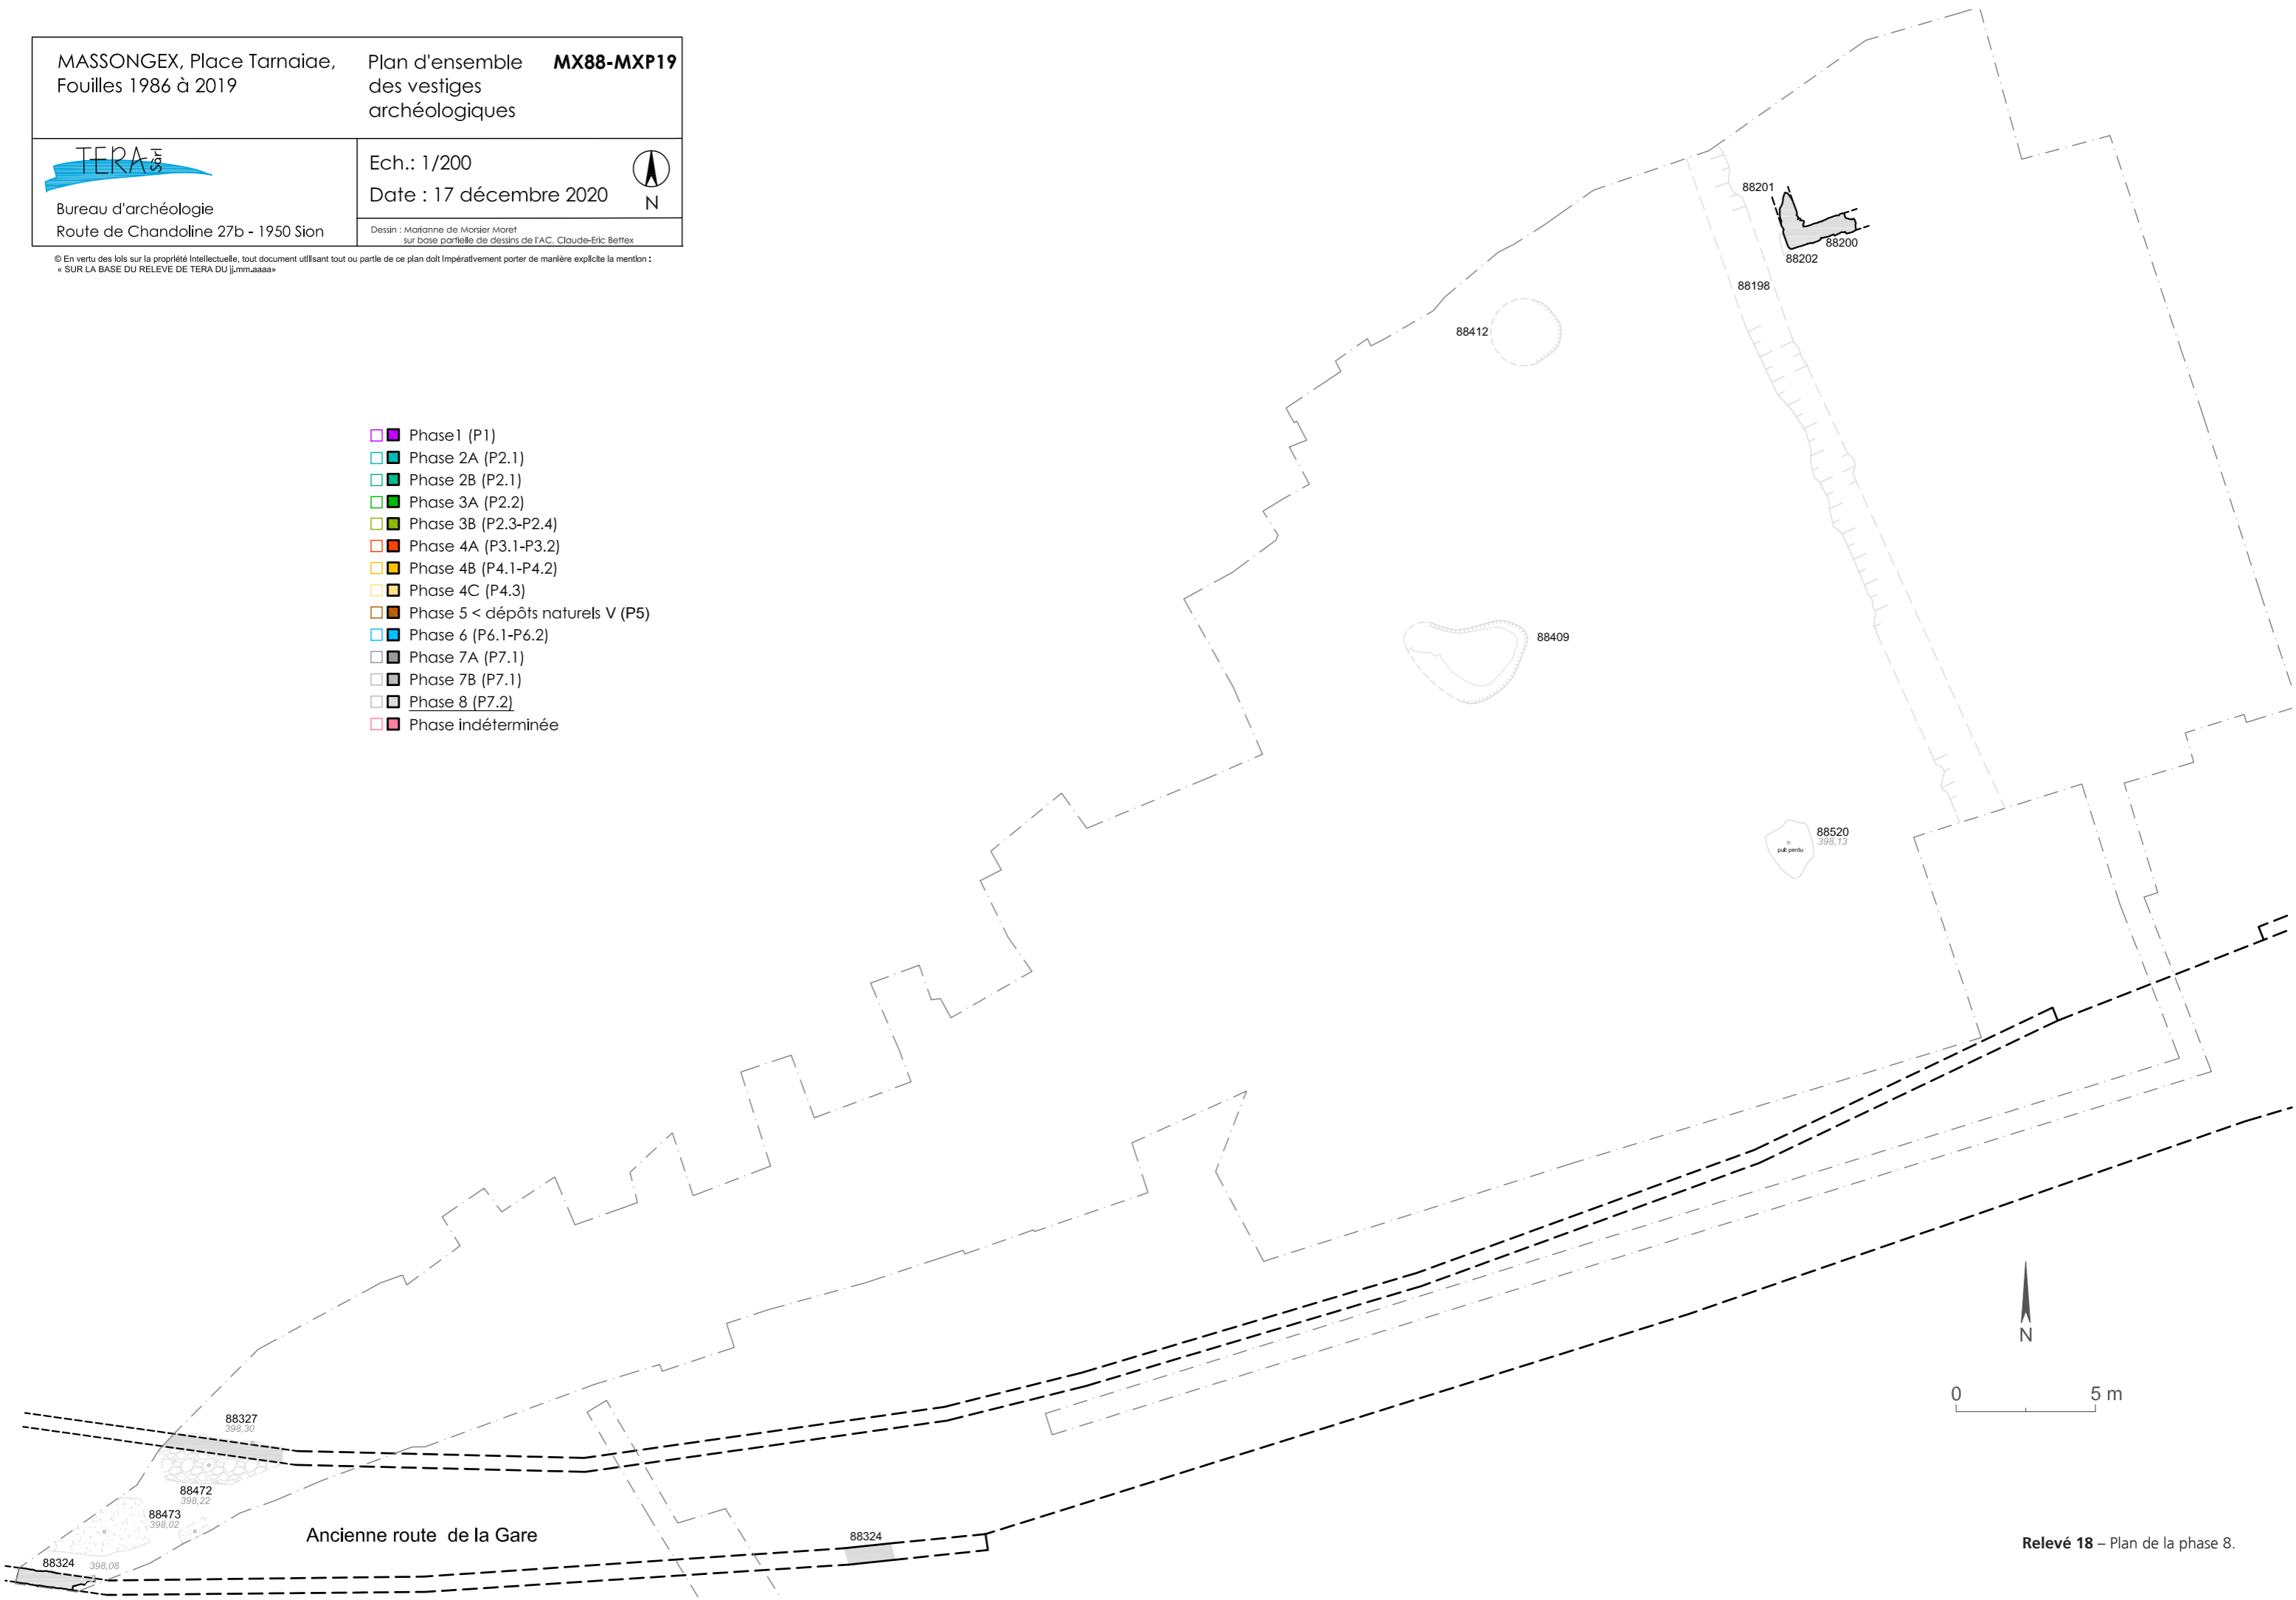 MASSONGEX, Place Tarnaiae,
Fouilles 1986 à 2019
Plan d'ensemble
des vestiges
archéologiques
MX88-MXP19
TERA Sàrl
Bureau d'archéologie
Route de Chandoline 27b - 1950 Sion
Ech.: 1/200
Date : 17 décembre 2020
N
Dessin : Marianne de Morsier Moret
sur base partielle de dessins de l'AC, Claude-Eric Bettex
© En vertu des lois sur la propriété intellectuelle, tout document utilisant tout ou partie de ce plan doit impérativement porter de manière explicite la mention :
« SUR LA BASE DU RELEVE DE TERA DU jj.mm.aaaa»
Phase1 (P1)
Phase 2A (P2.1)
Phase 2B (P2.1)
Phase 3A (P2.2)
Phase 3B (P2.3-P2.4)
Phase 4A (P3.1-P3.2)
Phase 4B (P4.1-P4.2)
Phase 4C (P4.3)
Phase 5 < dépôts naturels V (P5)
Phase 6 (P6.1-P6.2)
Phase 7A (P7.1)
Phase 7B (P7.1)
Phase 8 (P7.2)
Phase indéterminée
88201
88200
88202
88198
88412
88409
88520
398,13
puit perdu
N
0 5 m
88327
398,30
88472
398,22
88473
398,02
88324
398,08
Ancienne route de la Gare
88324
Relevé 18 – Plan de la phase 8.